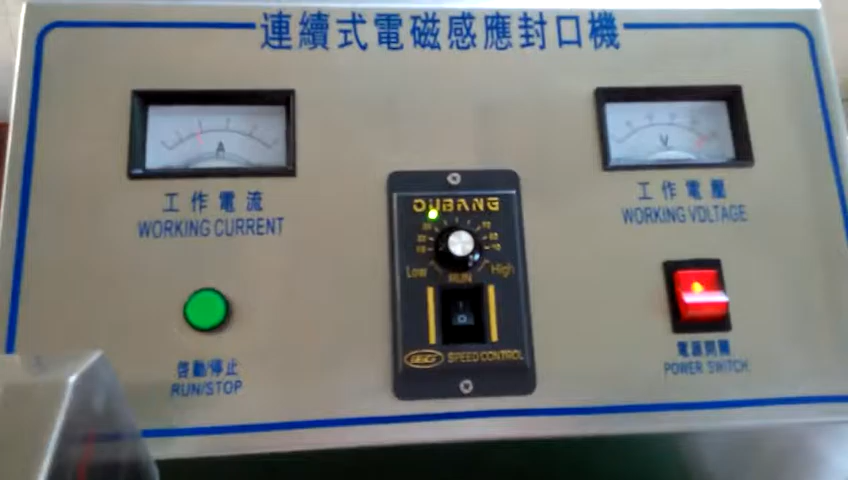 連續式電磁感應封口機
A
V
工作電流
WORKING CURRENT
工作電壓
WORKING VOLTAGE
OUBANG
Low
RUN
High
SPEED CONTROL
啓動/停止
RUN/STOP
電源開關
POWER SWITCH